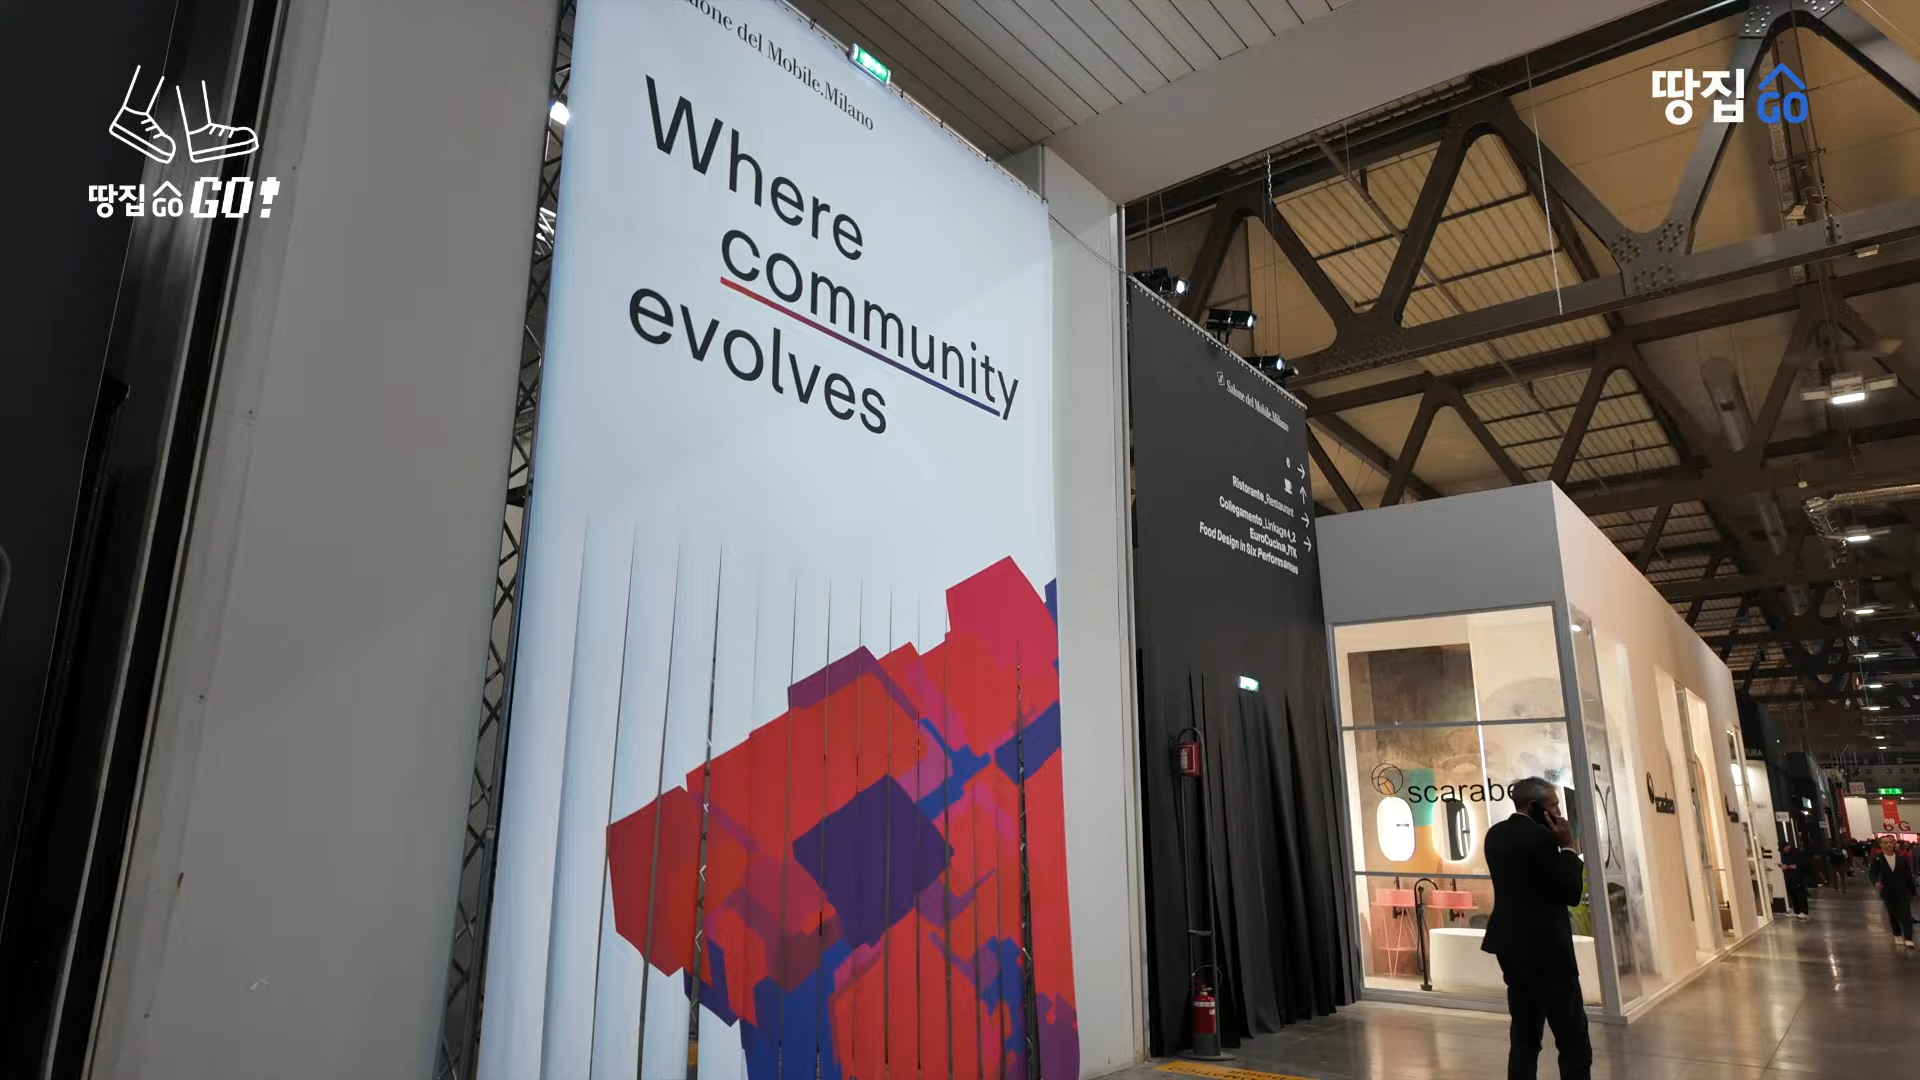 땅집GO GO!
땅집GO
Salone del Mobile.Milano
Where
community
evolves
Salone del Mobile.Milano
Ristorante_Restaurant
EuroCucina_FTK
Food Design in Six Performances
scarabe